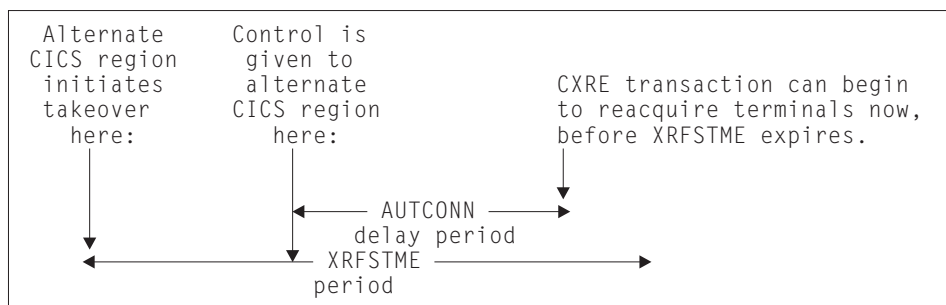 Alternate
CICS region
initiates
takeover
here:
Control is
given to
alternate
CICS region
here:
CXRE transaction can begin
to reacquire terminals now,
before XRFSTME expires.
AUTCONN
delay period
XRFSTME
period